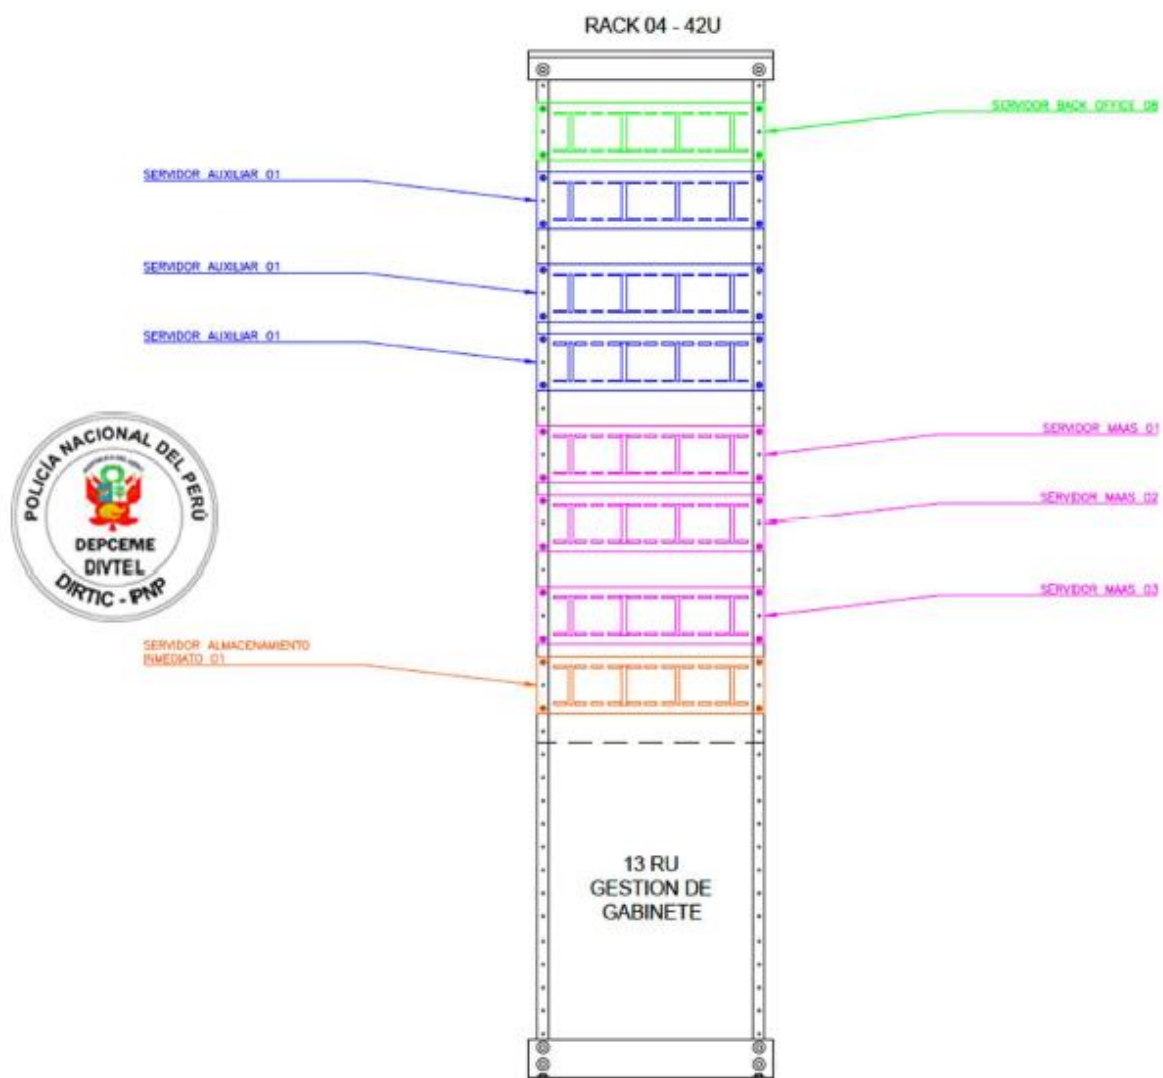 RACK 04 - 42U
SERVIDOR BACK OFFICE 08
SERVIDOR AUXILIAR 01
SERVIDOR AUXILIAR 01
SERVIDOR AUXILIAR 01
SERVIDOR MAAS 01
SERVIDOR MAAS 02
SERVIDOR MAAS 03
POLICÍA NACIONAL DEL PERÚ
DEPCEME
DIVTEL
DIRTIC - PNP
SERVIDOR ALMACENAMIENTO
INMEDIATO 01
13 RU
GESTION DE
GABINETE